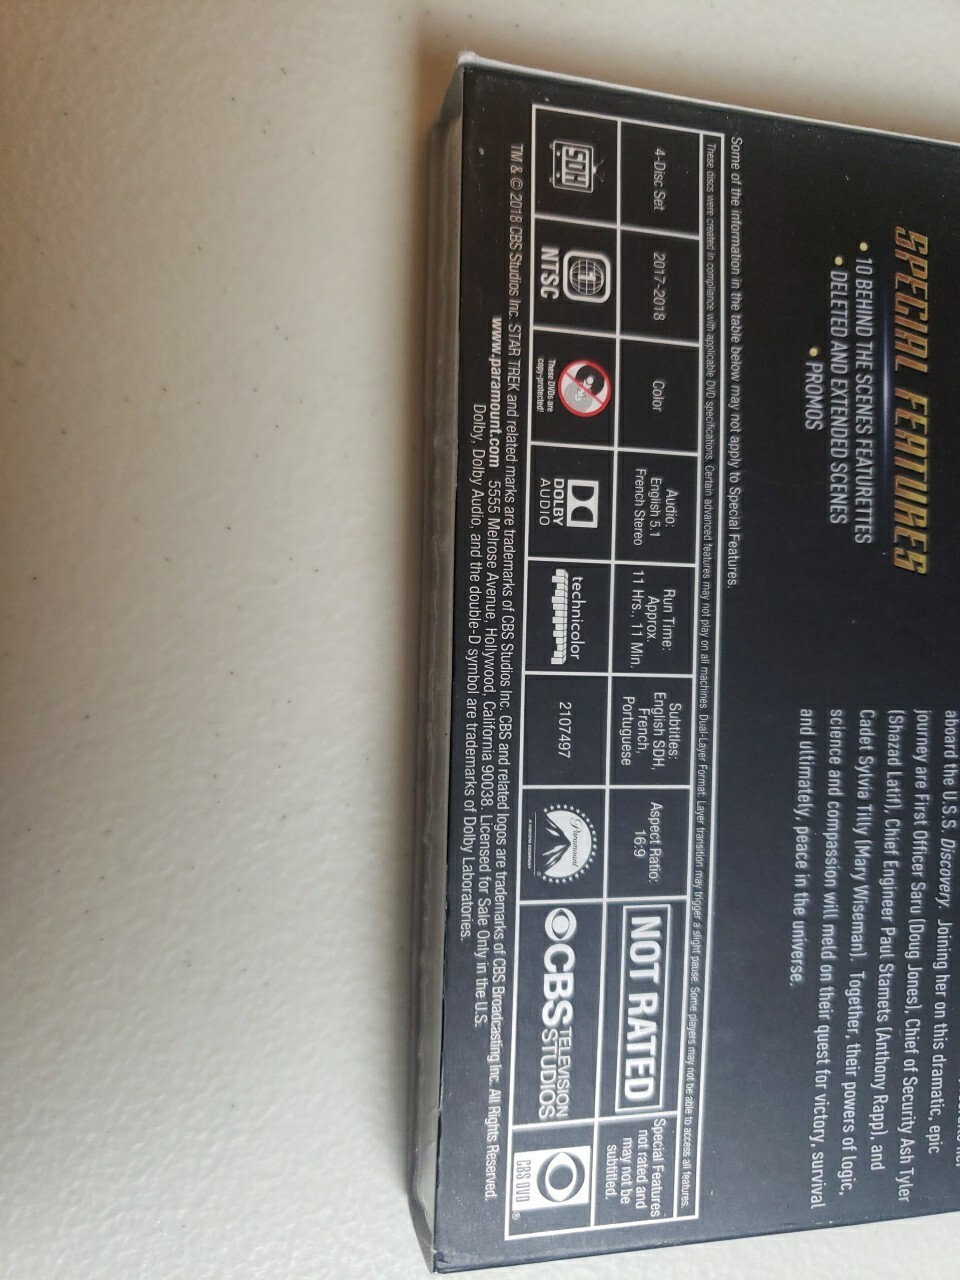 SPECIAL FEATURES
• 10 BEHIND THE SCENES FEATURETTES
• DELETED AND EXTENDED SCENES
• PROMOS
aboard the U.S.S. Discovery. Joining her on this dramatic, epic
journey are First Officer Saru (Doug Jones), Chief of Security Ash Tyler
(Shazad Latif), Chief Engineer Paul Stamets (Anthony Rapp), and
Cadet Sylvia Tilly (Mary Wiseman). Together, their powers of logic,
science and compassion will meld on their quest for victory, survival
and ultimately, peace in the universe.
Some of the information in the table below may not apply to Special Features.
These discs were created in compliance with applicable DVD specifications. Certain advanced features may not play on all machines. Dual-Layer Format. Layer transition may trigger a slight pause. Some players may not be able to access all features.
4-Disc Set
2017-2018
Color
Audio:
English 5.1
French Stereo
Run Time:
Approx.
11 Hrs., 11 Min.
Subtitles:
English SDH,
French,
Portuguese
Aspect Ratio:
16:9
NOT RATED
Special Features
not rated and
may not be
subtitled.
SDH
1
NTSC
These DVDs are
copy-protected!
DOLBY
AUDIO
technicolor
2107497
Paramount
CBS TELEVISION
STUDIOS
CBS DVD
®
TM & © 2018 CBS Studios Inc. STAR TREK and related marks are trademarks of CBS Studios Inc. CBS and related logos are trademarks of CBS Broadcasting Inc. All Rights Reserved.
www.paramount.com 5555 Melrose Avenue, Hollywood, California 90038. Licensed for Sale Only in the U.S.
Dolby, Dolby Audio, and the double-D symbol are trademarks of Dolby Laboratories.